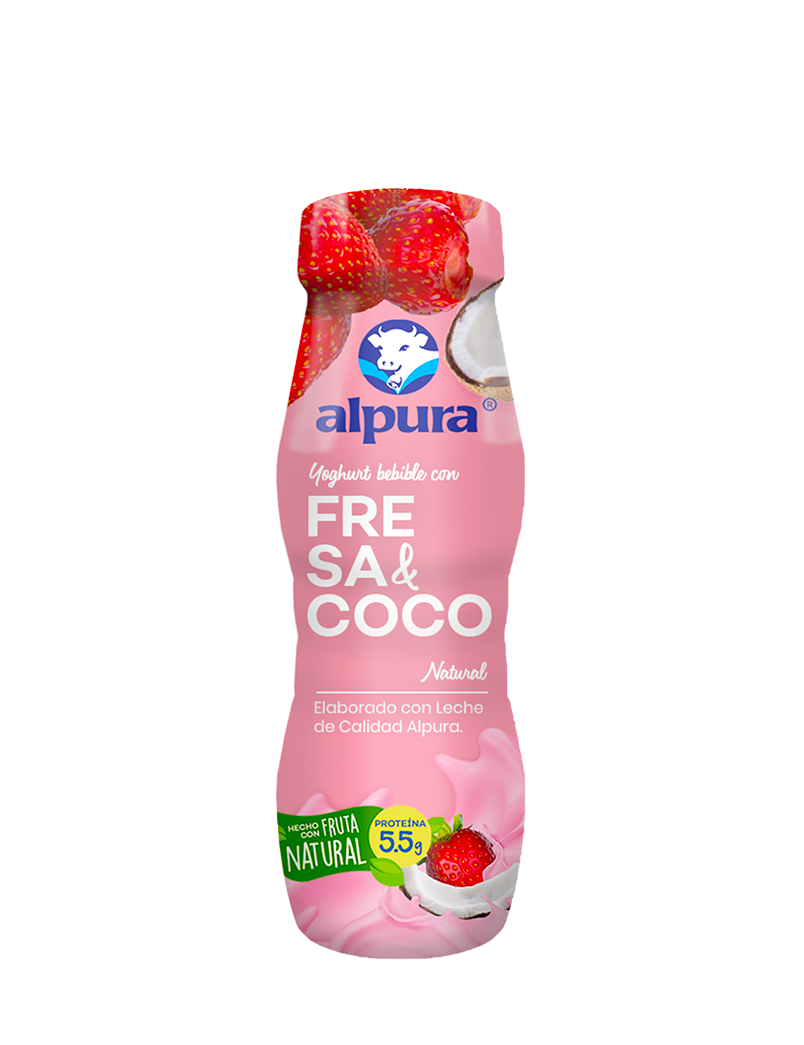 alpura®
Yoghurt bebible con
FRE
SA &
COCO
Natural
Elaborado con Leche
de Calidad Alpura.
HECHO
CON FRUTA
NATURAL
PROTEÍNA
5.5g